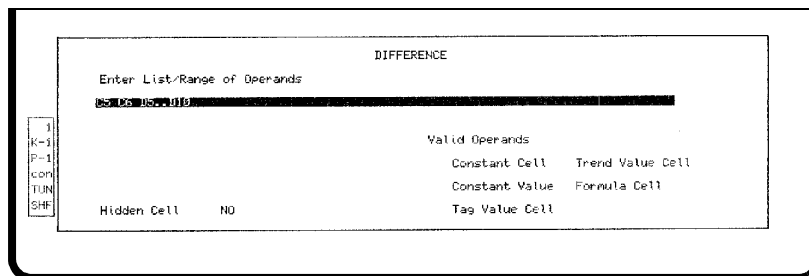 DIFFERENCE
Enter List/Range of Operands
C5 C6 D5..D10
Valid Operands
Constant Cell Trend Value Cell
Constant Value Formula Cell
Hidden Cell NO Tag Value Cell
1
K-1
P-1
con
TUN
SHF